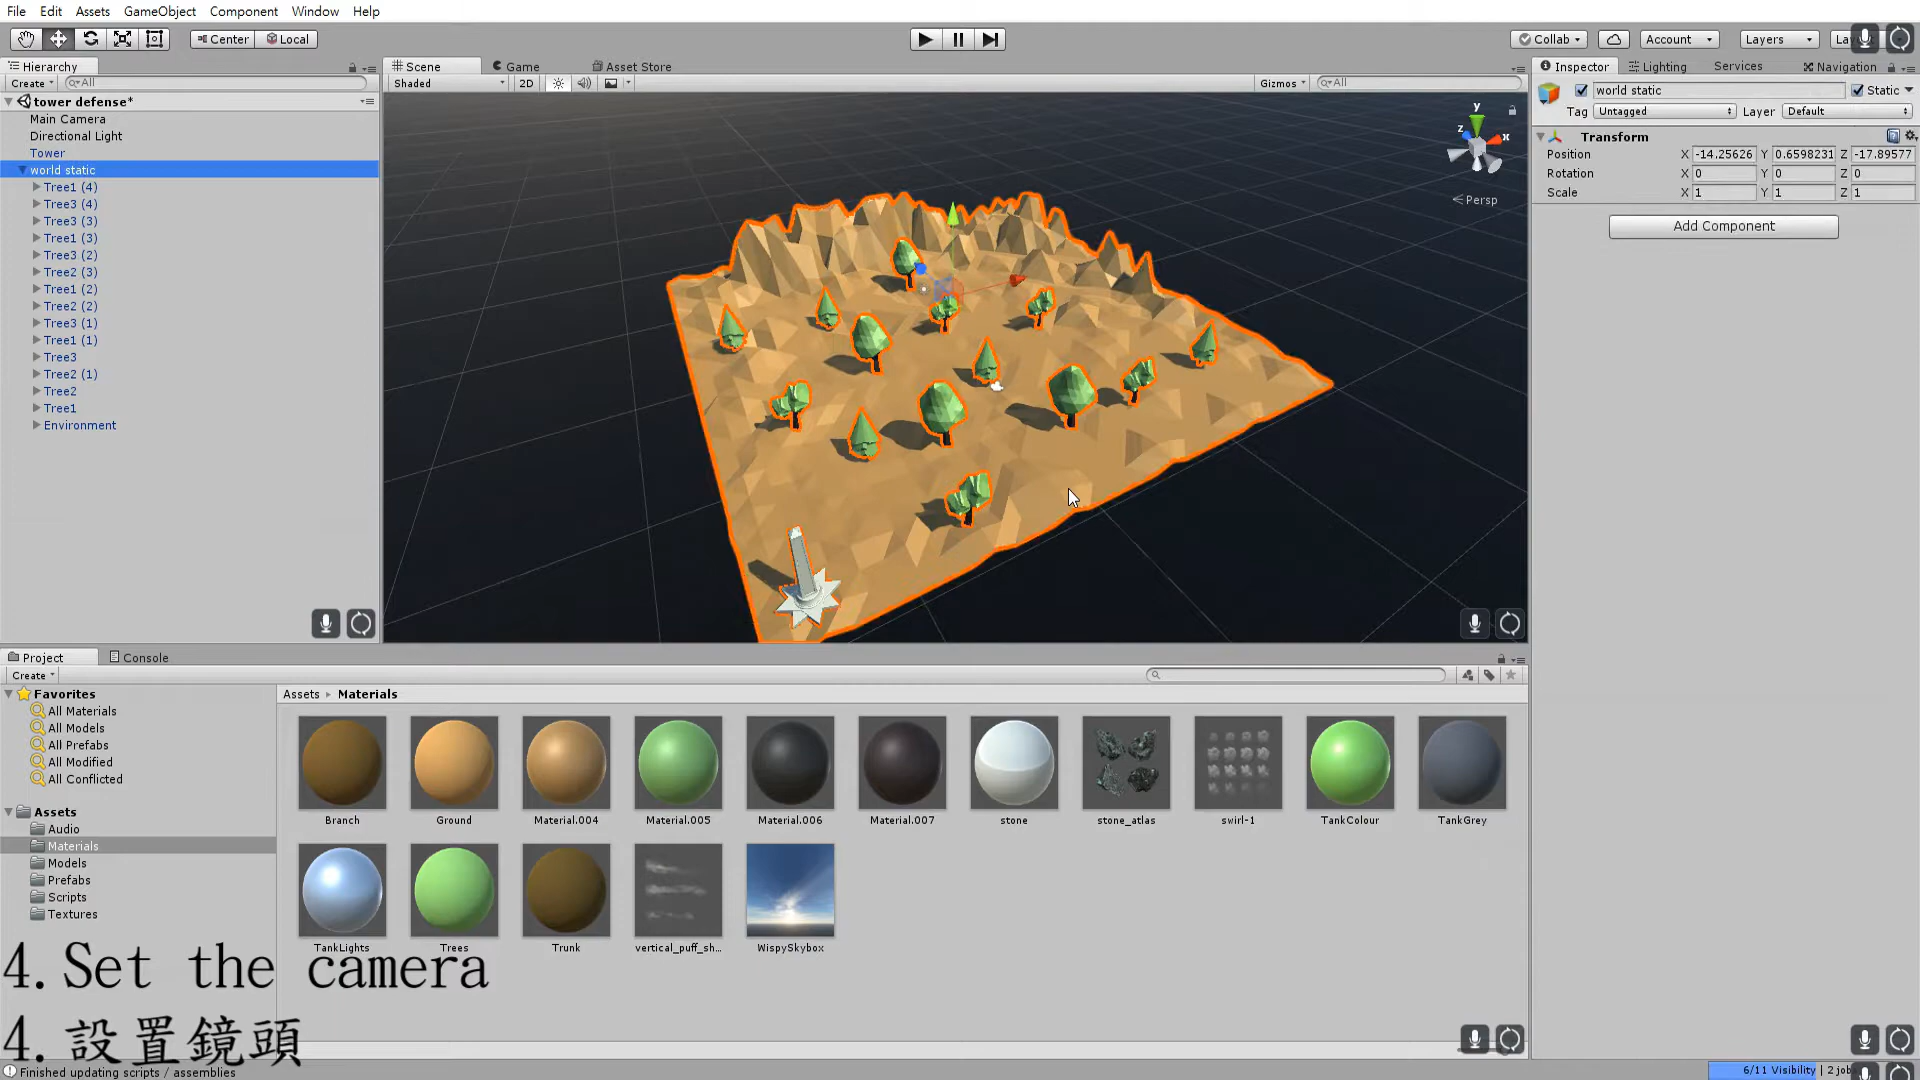 File Edit Assets GameObject Component Window Help
Center Local
Collab Account Layers
Hierarchy
Create All
tower defense*
Main Camera
Directional Light
Tower
world static
Tree1 (4)
Tree3 (4)
Tree3 (3)
Tree1 (3)
Tree3 (2)
Tree2 (3)
Tree1 (2)
Tree2 (2)
Tree3 (1)
Tree1 (1)
Tree3
Tree2 (1)
Tree2
Tree1
Environment
Scene Game Asset Store
Shaded 2D Gizmos All
y
z x
Persp
Inspector Lighting Services Navigation
world static Static
Tag Untagged Layer Default
Transform
Position X -14.25626 Y 0.6598231 Z -17.89577
Rotation X 0 Y 0 Z 0
Scale X 1 Y 1 Z 1
Add Component
Project Console
Create
Favorites
All Materials
All Models
All Prefabs
All Modified
All Conflicted
Assets
Audio
Materials
Models
Prefabs
Scripts
Textures
Assets Materials
Branch Ground Material.004 Material.005 Material.006 Material.007 stone stone_atlas swirl-1 TankColour TankGrey
TankLights Trees Trunk vertical_puff_sh... WispySkybox
4.Set the camera
4.設置鏡頭
Finished updating scripts / assemblies
6/11 Visibility | 2